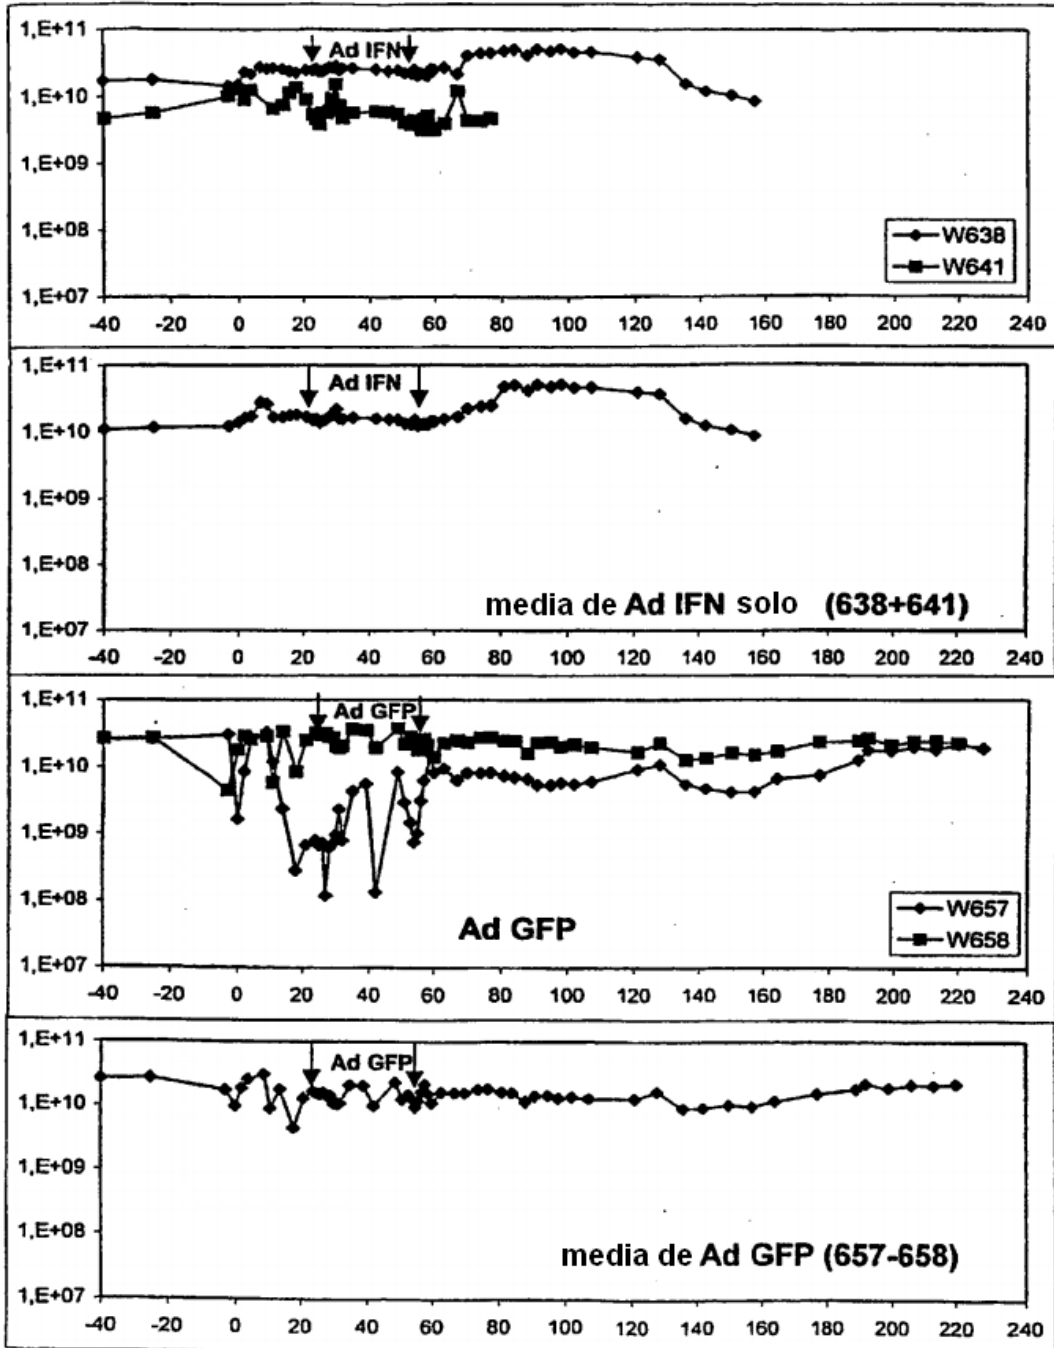 1,E+11
Ad IFN
1,E+10
1,E+09
1,E+08
W638
W641
1,E+07
-40 -20 0 20 40 60 80 100 120 140 160 180 200 220 240
1,E+11
Ad IFN
1,E+10
1,E+09
1,E+08
media de Ad IFN solo (638+641)
1,E+07
-40 -20 0 20 40 60 80 100 120 140 160 180 200 220 240
1,E+11
Ad GFP
1,E+10
1,E+09
1,E+08
W657
Ad GFP
W658
1,E+07
-40 -20 0 20 40 60 80 100 120 140 160 180 200 220 240
1,E+11
Ad GFP
1,E+10
1,E+09
1,E+08
media de Ad GFP (657-658)
1,E+07
-40 -20 0 20 40 60 80 100 120 140 160 180 200 220 240